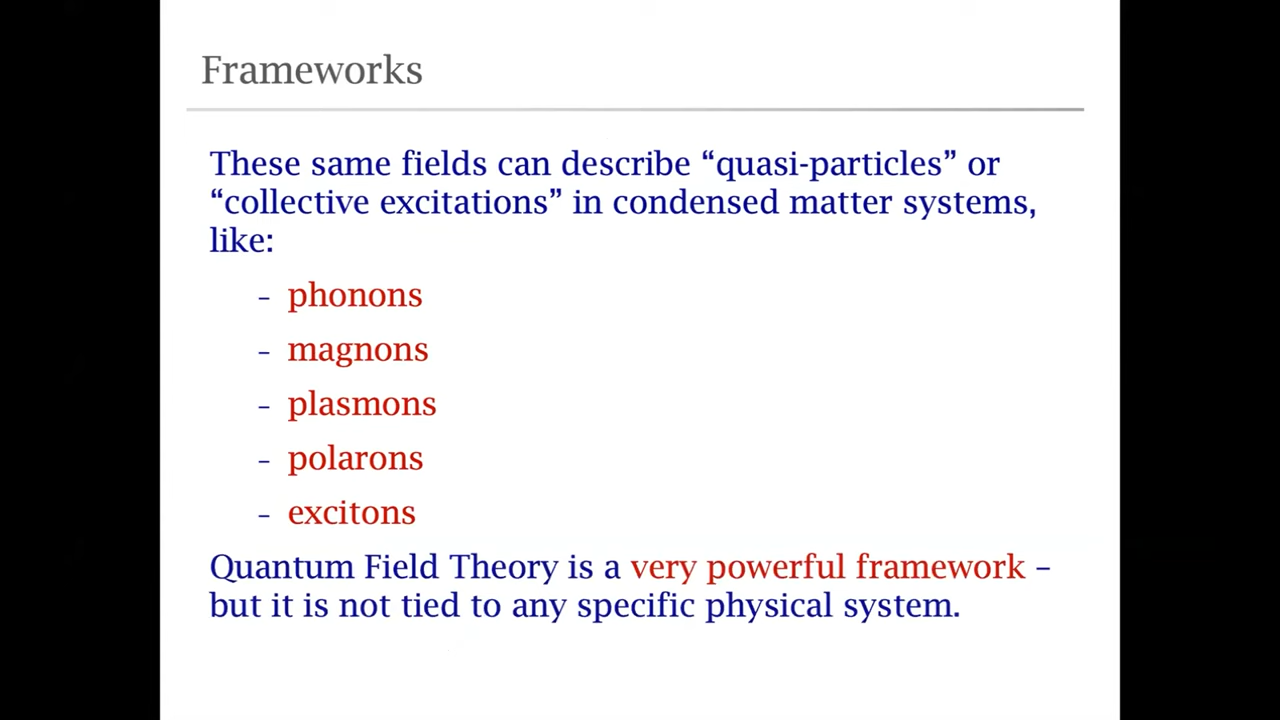 Frameworks
These same fields can describe “quasi-particles” or
“collective excitations” in condensed matter systems,
like:
– phonons
– magnons
– plasmons
– polarons
– excitons
Quantum Field Theory is a very powerful framework –
but it is not tied to any specific physical system.